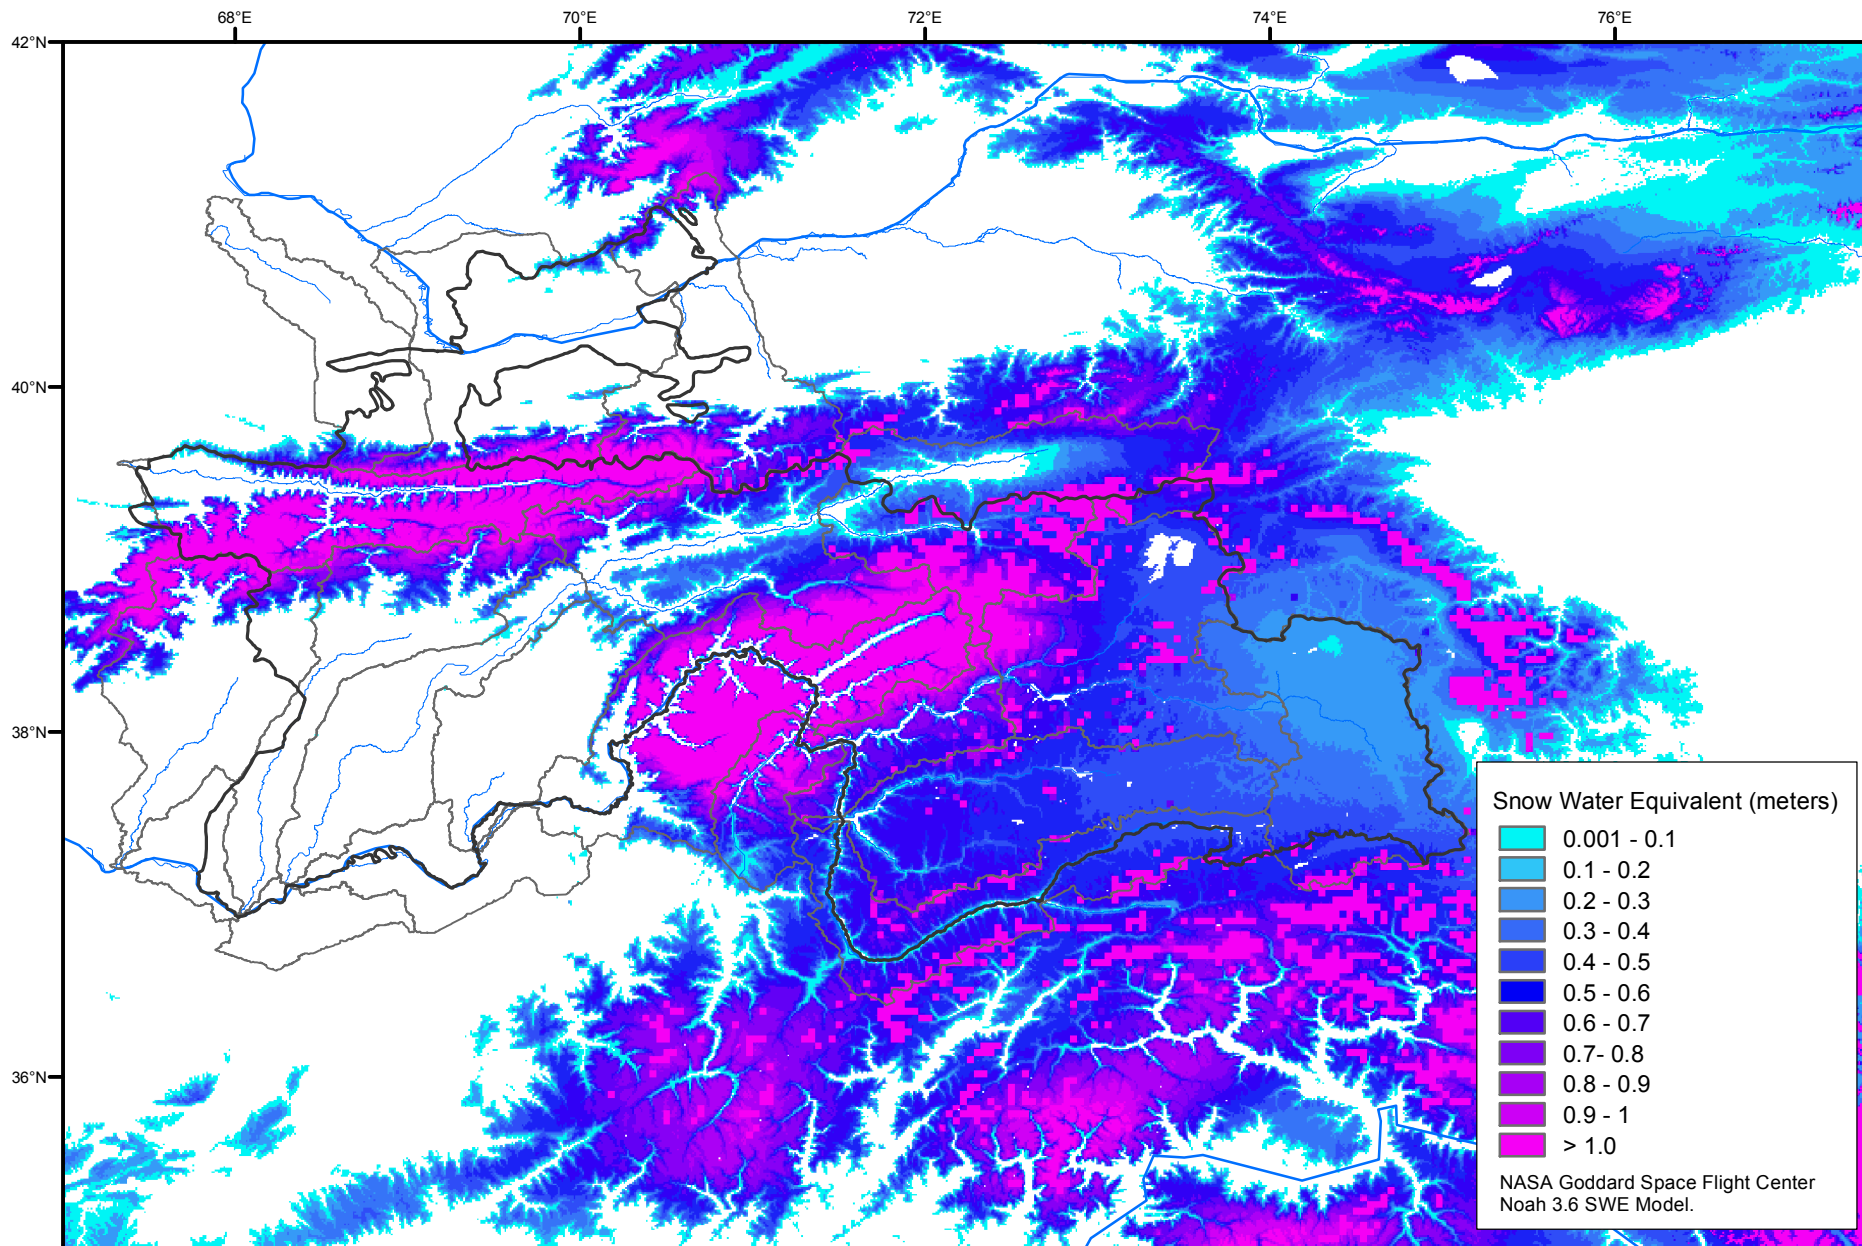 68°E
70°E
72°E
74°E
76°E
42°N
40°N
38°N
36°N
Snow Water Equivalent (meters)
0.001 - 0.1
0.1 - 0.2
0.2 - 0.3
0.3 - 0.4
0.4 - 0.5
0.5 - 0.6
0.6 - 0.7
0.7- 0.8
0.8 - 0.9
0.9 - 1
> 1.0
NASA Goddard Space Flight Center
Noah 3.6 SWE Model.